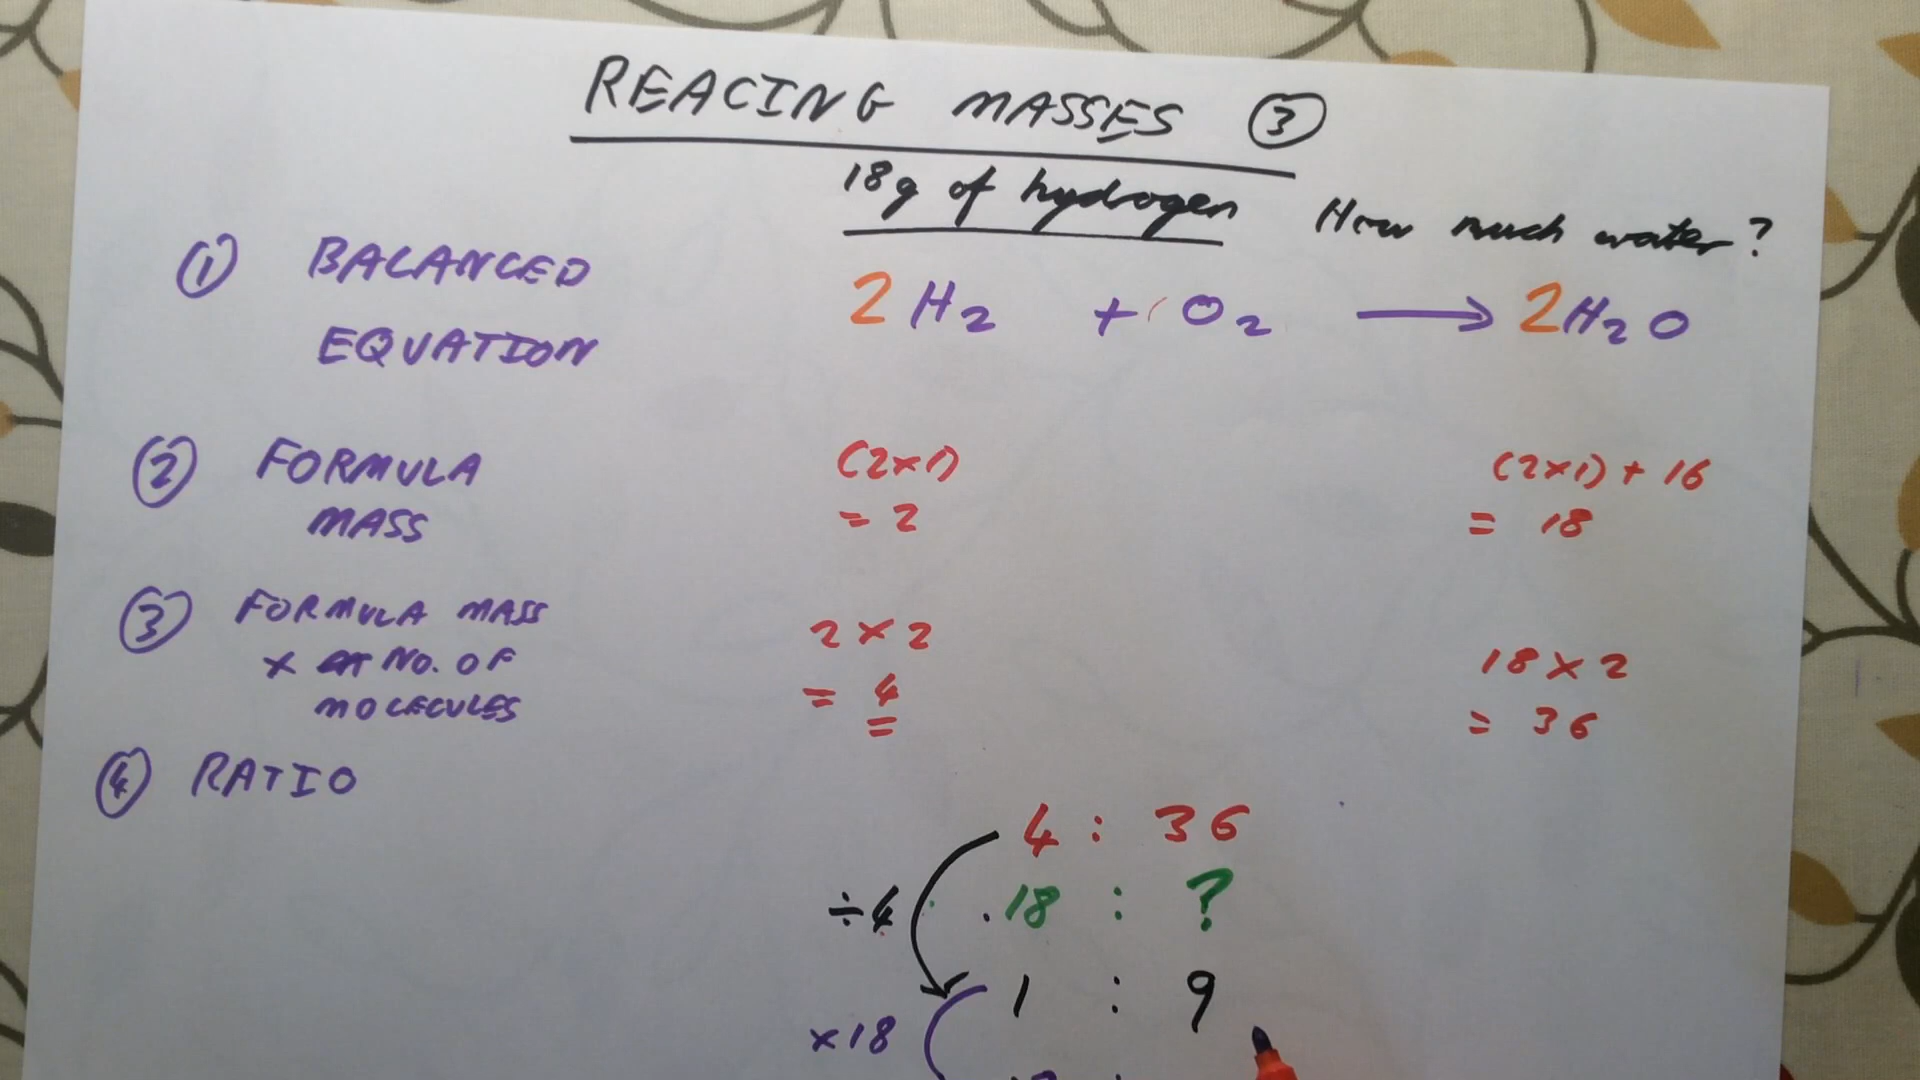 REACING MASSES ③
18g of hydrogen How much water?
① BALANCED
EQUATION
2H₂ + O₂ → 2H₂O
② FORMULA
MASS
(2×1)
= 2
(2×1) + 16
= 18
③ FORMULA MASS
× NO. OF
MOLECULES
2 × 2
= 4
18 × 2
= 36
④ RATIO
4 : 36
÷4
18 : ?
1 : 9
×18